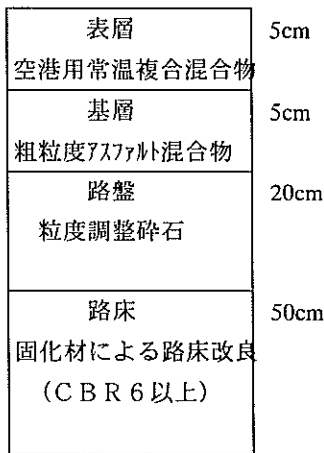 表層 5cm
空港用常温複合混合物
基層 5cm
粗粒度アスファルト混合物
路盤 20cm
粒度調整砕石
路床 50cm
固化材による路床改良
(CBR6以上)